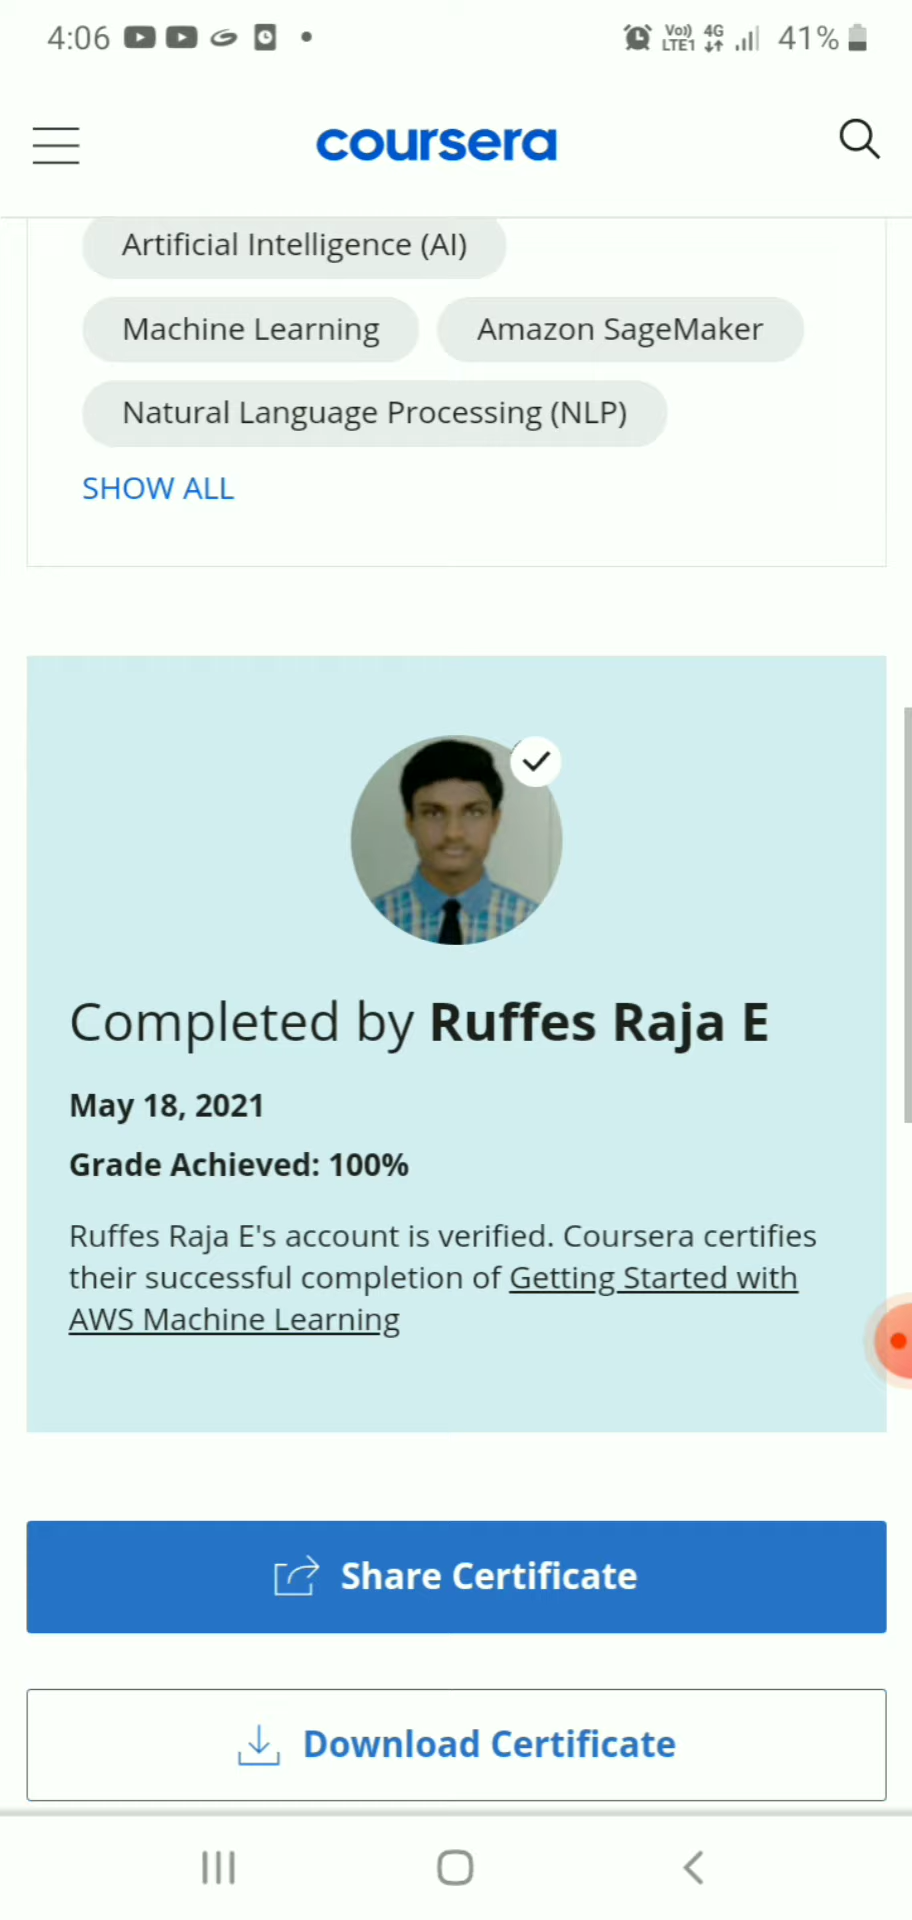 4:06
Vo)) 4G 41%
LTE1
coursera
Artificial Intelligence (AI)
Machine Learning Amazon SageMaker
Natural Language Processing (NLP)
SHOW ALL
Completed by Ruffes Raja E
May 18, 2021
Grade Achieved: 100%
Ruffes Raja E's account is verified. Coursera certifies
their successful completion of Getting Started with
AWS Machine Learning
Share Certificate
Download Certificate